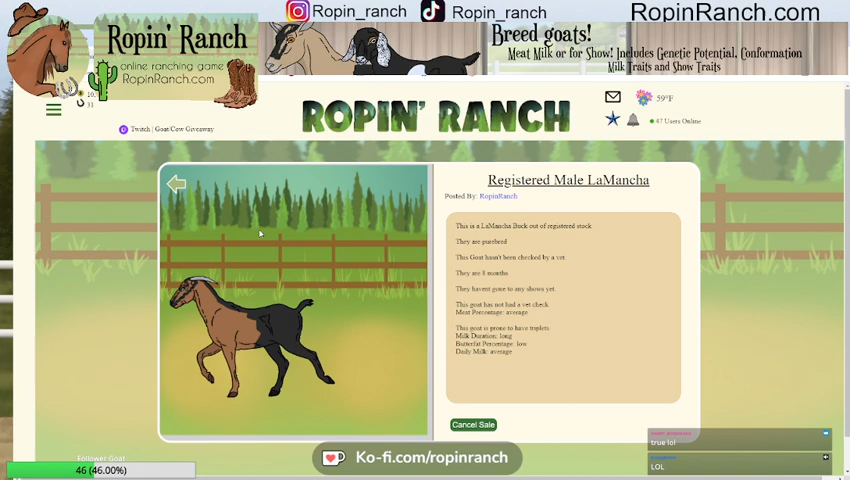 Ropin_ranch
Ropin_ranch
RopinRanch.com
Ropin' Ranch
online ranching game
RopinRanch.com
Breed goats!
Meat Milk or for Show! Includes Genetic Potential, Conformation
Milk Traits and Show Traits
31
Twitch | Goat/Cow Giveaway
ROPIN' RANCH
59°F
47 Users Online
Registered Male LaMancha
Posted By: RopinRanch
This is a LaMancha Buck out of registered stock
They are purebred
This Goat hasn't been checked by a vet.
They are 8 months
They havent gone to any shows yet.
This goat has not had a vet check
Meat Percentage: average
This goat is prone to have triplets
Milk Duration: long
Butterfat Percentage: low
Daily Milk: average
Cancel Sale
true lol
LOL
Follower Goat
46 (46.00%)
Ko-fi.com/ropinranch